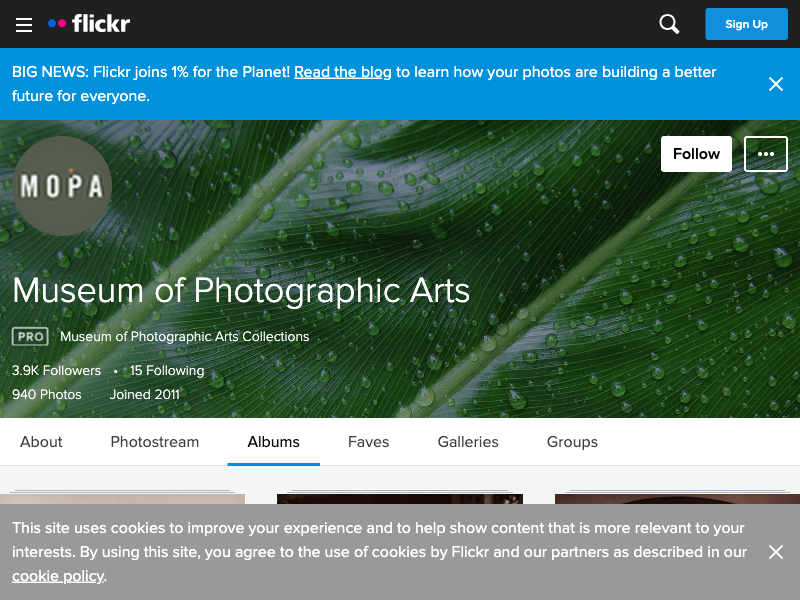 flickr
Sign Up
BIG NEWS: Flickr joins 1% for the Planet! Read the blog to learn how your photos are building a better
future for everyone.
MOPA
Follow
Museum of Photographic Arts
PRO Museum of Photographic Arts Collections
3.9K Followers • 15 Following
940 Photos Joined 2011
About Photostream Albums Faves Galleries Groups
This site uses cookies to improve your experience and to help show content that is more relevant to your
interests. By using this site, you agree to the use of cookies by Flickr and our partners as described in our
cookie policy.